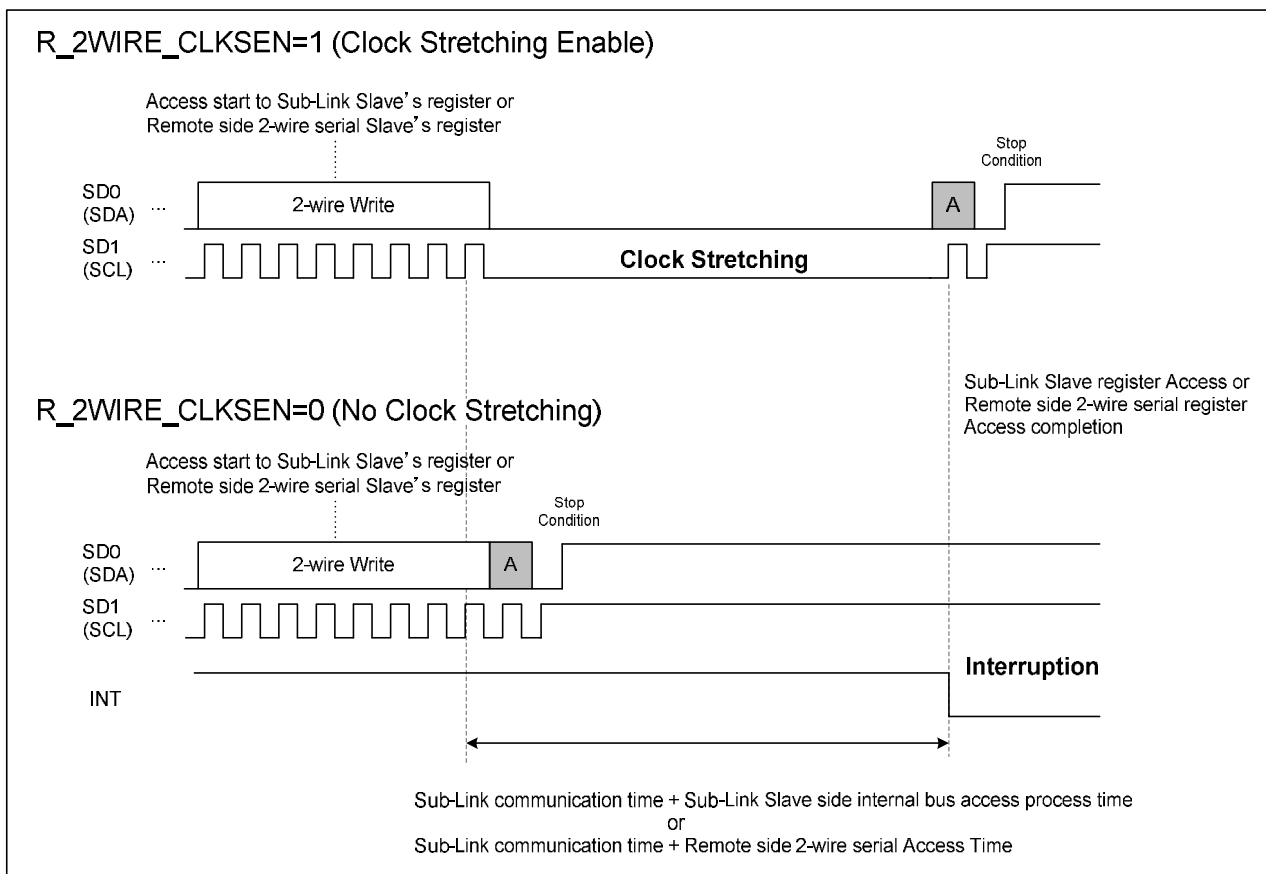 R_2WIRE_CLKSEN=1 (Clock Stretching Enable)
Access start to Sub-Link Slave’s register or
Remote side 2-wire serial Slave’s register
Stop
Condition
SD0
(SDA) ...
2-wire Write
A
SD1
(SCL) ...
Clock Stretching
Sub-Link Slave register Access or
Remote side 2-wire serial register
Access completion
R_2WIRE_CLKSEN=0 (No Clock Stretching)
Access start to Sub-Link Slave’s register or
Remote side 2-wire serial Slave’s register
Stop
Condition
SD0
(SDA) ...
2-wire Write
A
SD1
(SCL) ...
Interruption
INT
Sub-Link communication time + Sub-Link Slave side internal bus access process time
or
Sub-Link communication time + Remote side 2-wire serial Access Time